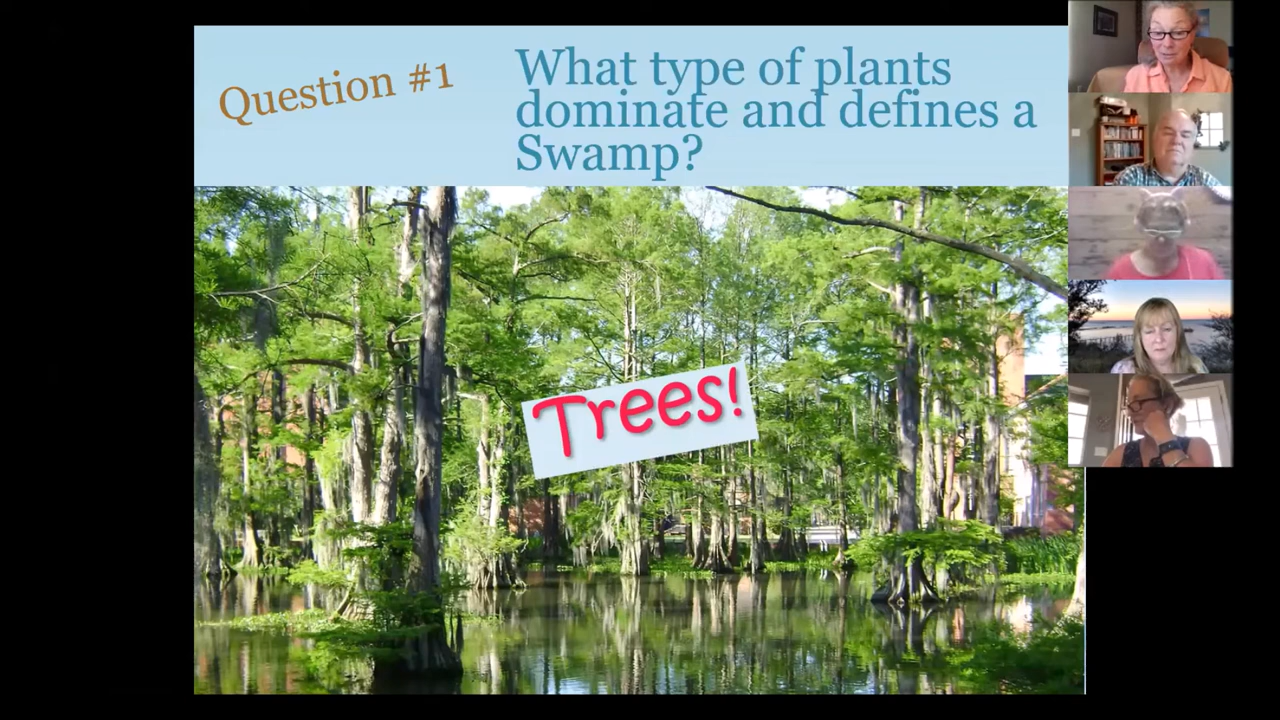 Question #1
What type of plants
dominate and defines a
Swamp?
Trees!